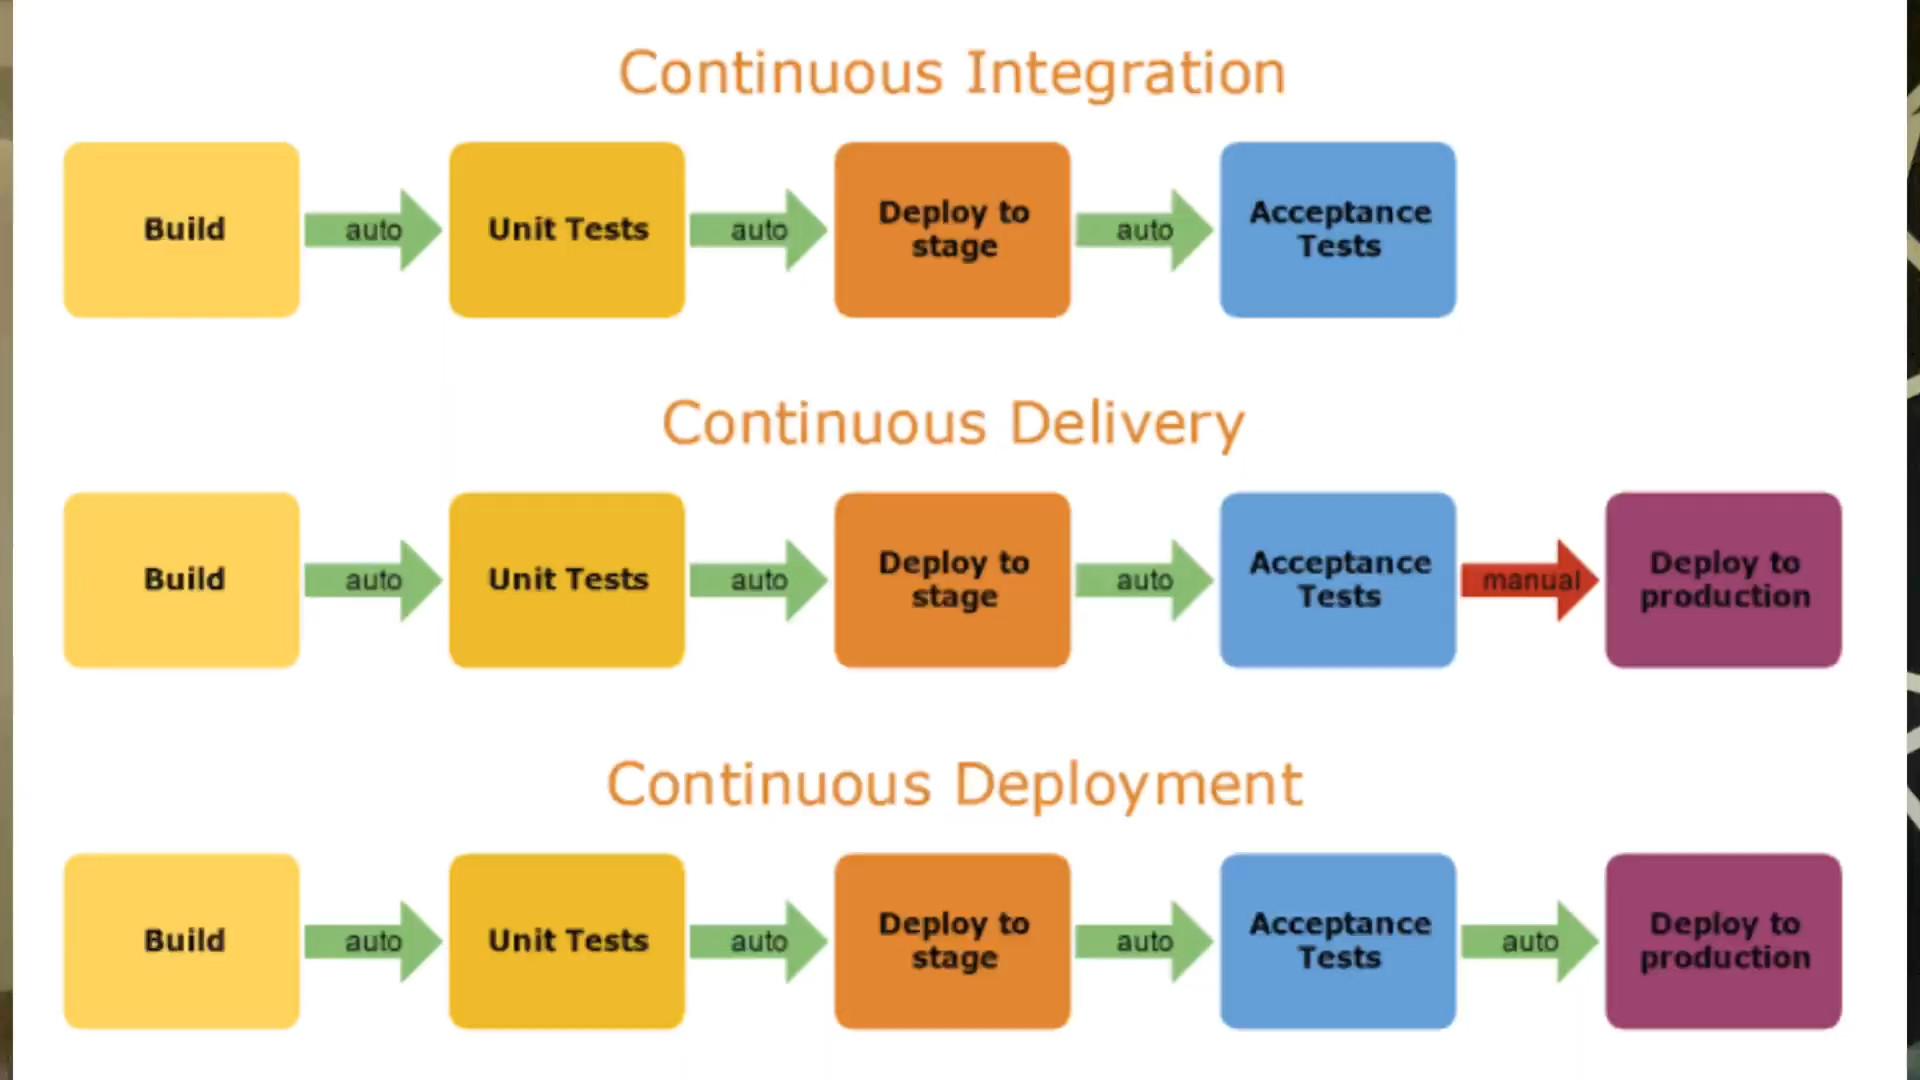 Continuous Integration
Build
auto
Unit Tests
auto
Deploy to
stage
auto
Acceptance
Tests
Continuous Delivery
Build
auto
Unit Tests
auto
Deploy to
stage
auto
Acceptance
Tests
manual
Deploy to
production
Continuous Deployment
Build
auto
Unit Tests
auto
Deploy to
stage
auto
Acceptance
Tests
auto
Deploy to
production